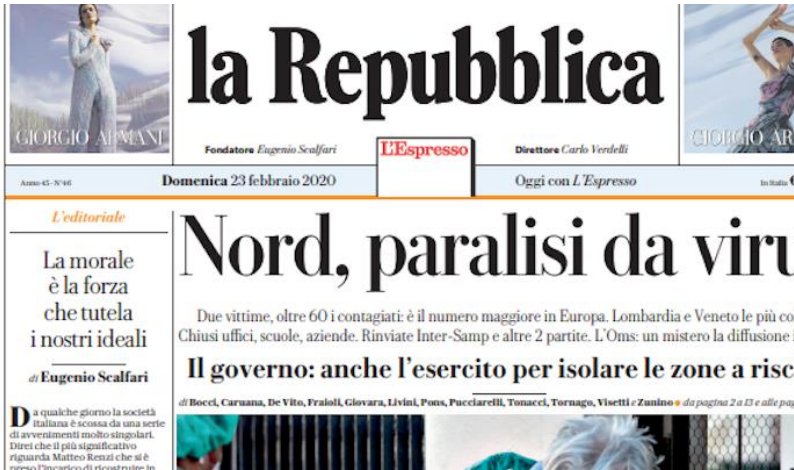 GIORGIO ARMANI
la Repubblica
GIORGIO AR
Fondatore Eugenio Scalfari
L'Espresso
Direttore Carlo Verdelli
Anno 45 - N°46
Domenica 23 febbraio 2020
Oggi con L'Espresso
In Italia
L'editoriale
La morale
è la forza
che tutela
i nostri ideali
di Eugenio Scalfari
Da qualche giorno la società
italiana è scossa da una serie
di avvenimenti molto singolari.
Direi che il più significativo
riguarda Matteo Renzi che si è
preso l'incarico di ricostruire in
Nord, paralisi da viru
Due vittime, oltre 60 i contagiati: è il numero maggiore in Europa. Lombardia e Veneto le più co
Chiusi uffici, scuole, aziende. Rinviate Inter-Samp e altre 2 partite. L'Oms: un mistero la diffusione
Il governo: anche l'esercito per isolare le zone a risc
di Bocci, Caruana, De Vito, Fraioli, Giovara, Livini, Pons, Pucciarelli, Tonacci, Tornago, Visetti e Zunino da pagina 2 a 13 e alle pag